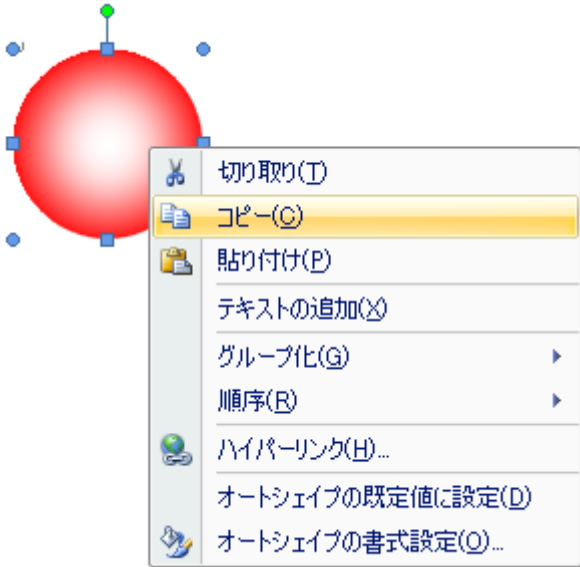 切り取り(T)
コピー(C)
貼り付け(P)
テキストの追加(X)
グループ化(G)
順序(R)
ハイパーリンク(H)...
オートシェイプの既定値に設定(D)
オートシェイプの書式設定(O)...